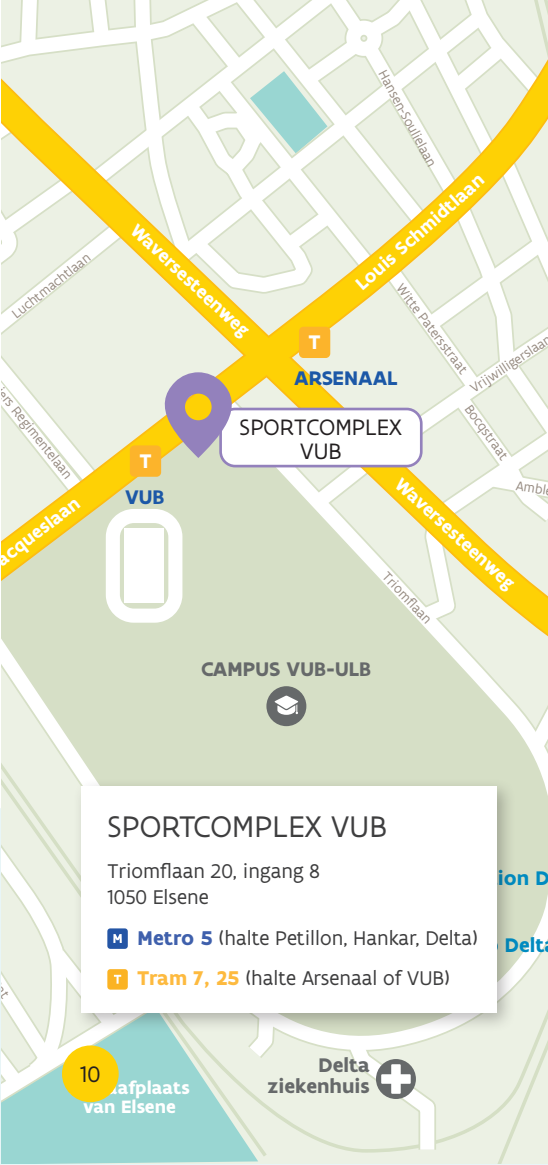 Hansen-Soulielaan
Louis Schmidtlaan
Waversesteenweg
Luchtmachtlaan
Witte Patersstraat
T
ARSENAAL
Vrijwilligerslaan
SPORTCOMPLEX
VUB
Bocqstraat
Regimentelaan
T
VUB
Waversesteenweg
Triomflaan
CAMPUS VUB-ULB
SPORTCOMPLEX VUB
Triomflaan 20, ingang 8
1050 Elsene
M Metro 5 (halte Petillon, Hankar, Delta)
T Tram 7, 25 (halte Arsenaal of VUB)
Delta
ziekenhuis
10
van Elsene